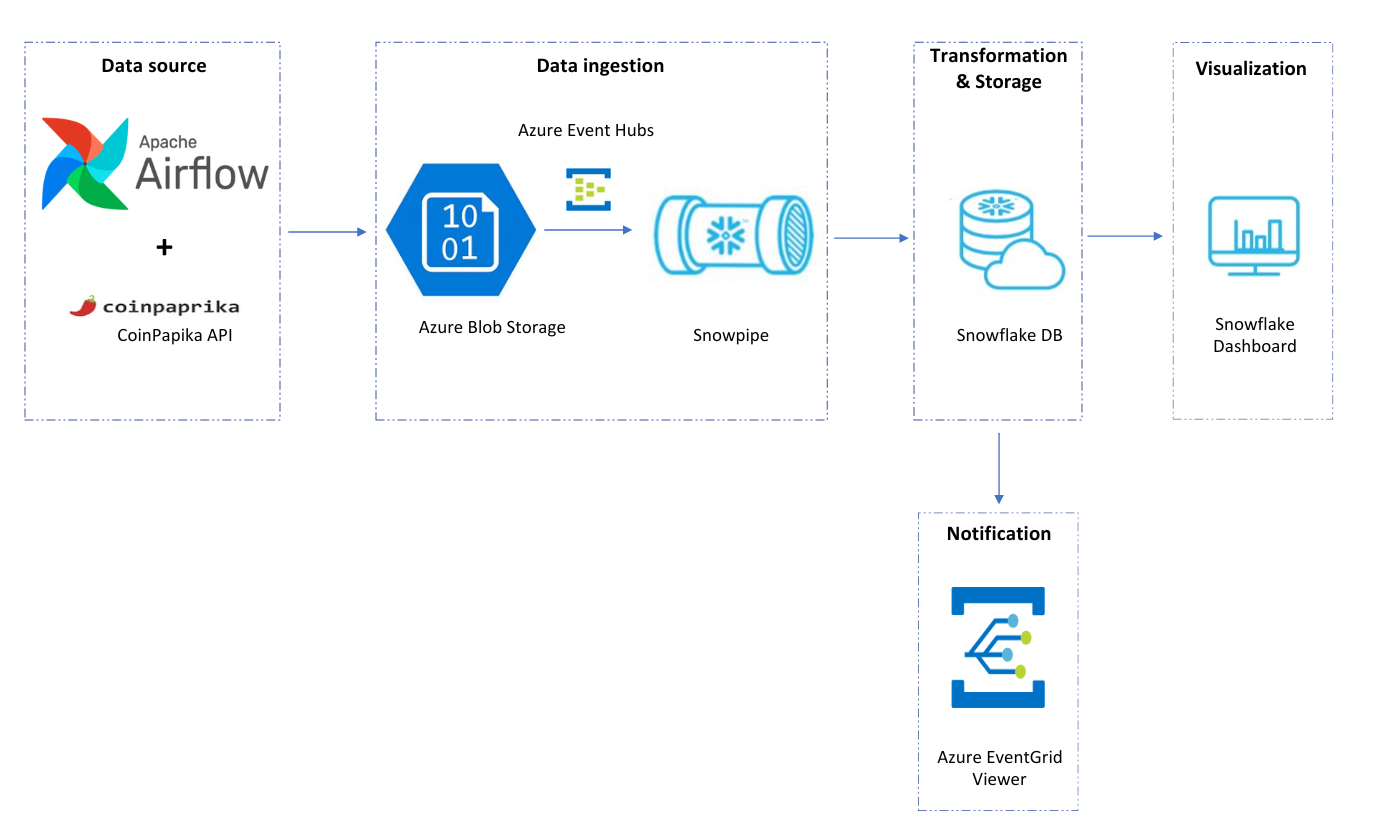 Data source
Apache
Airflow
+
coinpaprika
CoinPapika API
Data ingestion
Azure Event Hubs
10
01
Azure Blob Storage
Snowpipe
Transformation
& Storage
Snowflake DB
Visualization
Snowflake
Dashboard
Notification
Azure EventGrid
Viewer